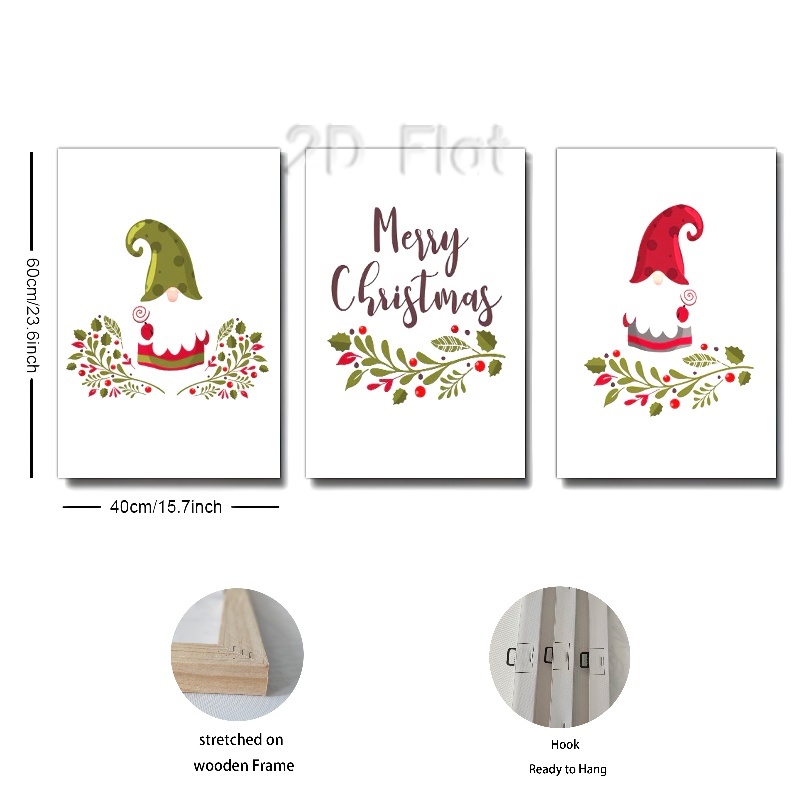 2D Flat
Merry
Christmas
60cm/23.6inch
40cm/15.7inch
stretched on
wooden Frame
Hook
Ready to Hang